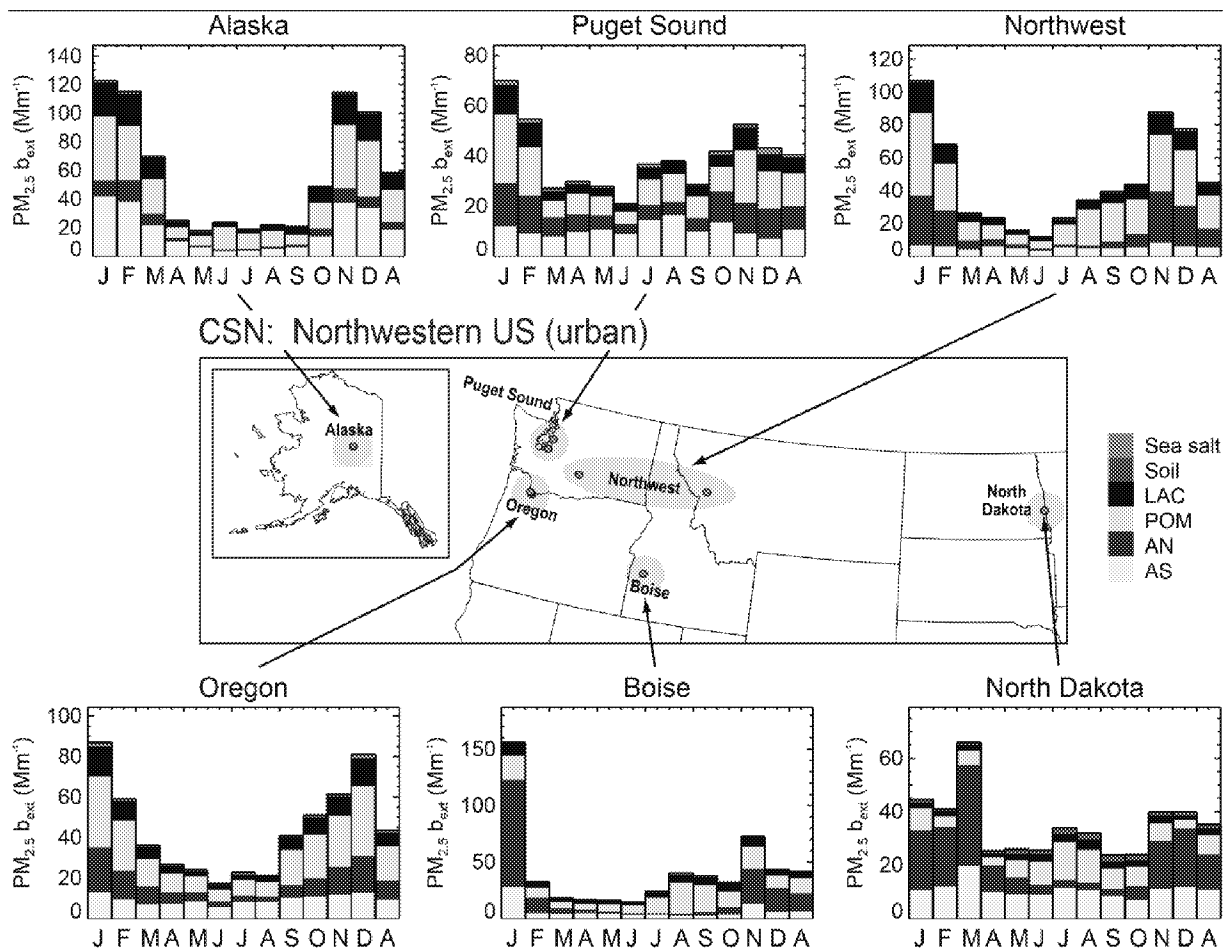 Alaska
Puget Sound
Northwest
PM2.5 bext (Mm-1)
140
120
100
80
60
40
20
0
J F M A M J J A S O N D A
PM2.5 bext (Mm-1)
80
60
40
20
0
J F M A M J J A S O N D A
PM2.5 bext (Mm-1)
120
100
80
60
40
20
0
J F M A M J J A S O N D A
CSN: Northwestern US (urban)
Alaska
Puget Sound
Northwest
Oregon
Boise
North
Dakota
Sea salt
Soil
LAC
POM
AN
AS
Oregon
Boise
North Dakota
PM2.5 bext (Mm-1)
100
80
60
40
20
0
J F M A M J J A S O N D A
PM2.5 bext (Mm-1)
150
100
50
0
J F M A M J J A S O N D A
PM2.5 bext (Mm-1)
60
40
20
0
J F M A M J J A S O N D A